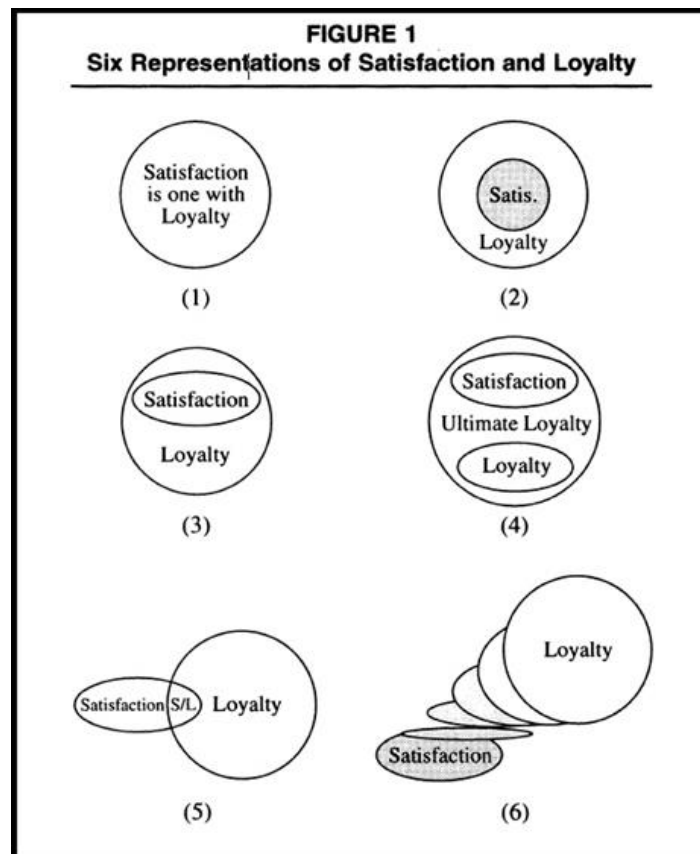 FIGURE 1
Six Representations of Satisfaction and Loyalty
Satisfaction
is one with
Loyalty
(1)
Satis.
Loyalty
(2)
Satisfaction
Loyalty
(3)
Satisfaction
Ultimate Loyalty
Loyalty
(4)
Satisfaction S/L Loyalty
(5)
Loyalty
Satisfaction
(6)